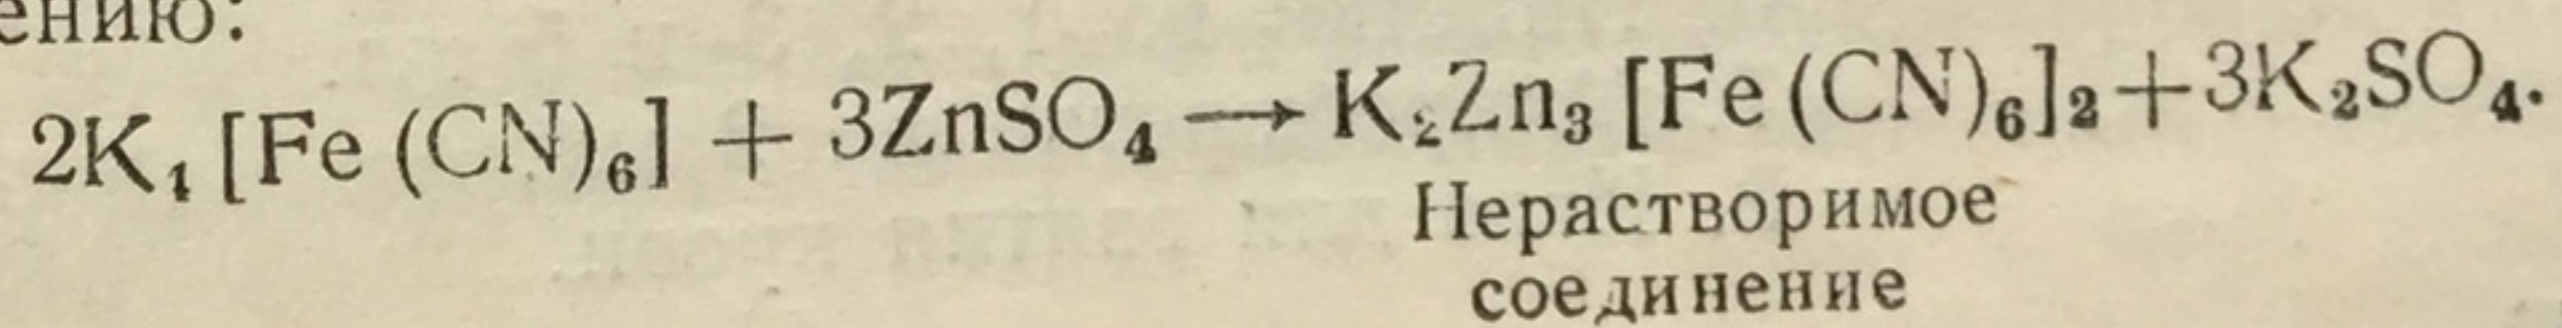 ению:
2K₄[Fe(CN)₆] + 3ZnSO₄ → K₂Zn₃[Fe(CN)₆]₂+3K₂SO₄.
Нерастворимое
соединение